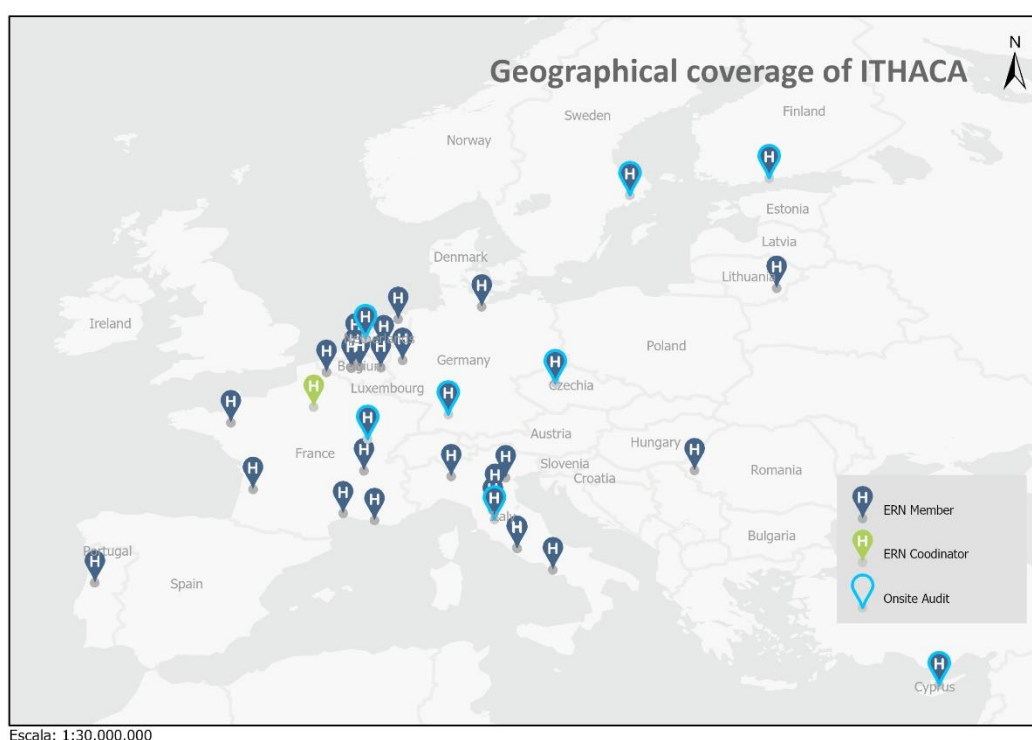 Geographical coverage of ITHACA
N
Finland
Sweden
Norway
Estonia
Latvia
Denmark
Lithuania
Ireland
Netherlands
Poland
Germany
Belgium
Czechia
Luxembourg
Austria
Hungary
France
Slovenia
Romania
Croatia
Italy
Bulgaria
Portugal
Spain
Cyprus
H ERN Member
H ERN Coodinator
Onsite Audit
Escala: 1:30.000.000